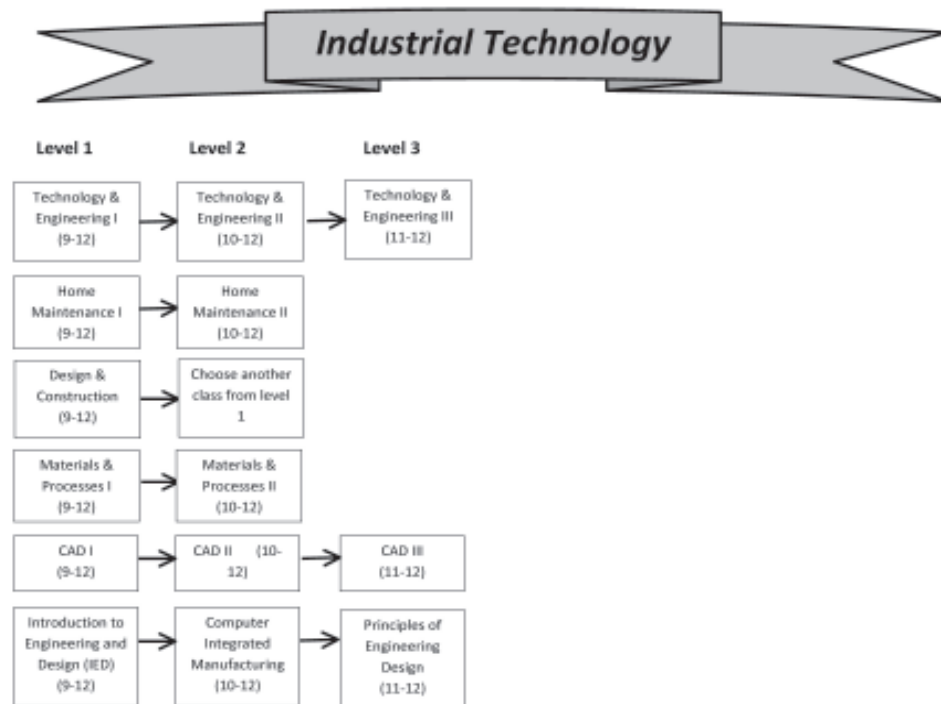 Industrial Technology
Level 1 Level 2 Level 3
Technology &
Engineering I
(9-12)
Technology &
Engineering II
(10-12)
Technology &
Engineering III
(11-12)
Home
Maintenance I
(9-12)
Home
Maintenance II
(10-12)
Design &
Construction
(9-12)
Choose another
class from level
1
Materials &
Processes I
(9-12)
Materials &
Processes II
(10-12)
CAD I
(9-12)
CAD II (10-
12)
CAD III
(11-12)
Introduction to
Engineering and
Design (IED)
(9-12)
Computer
Integrated
Manufacturing
(10-12)
Principles of
Engineering
Design
(11-12)